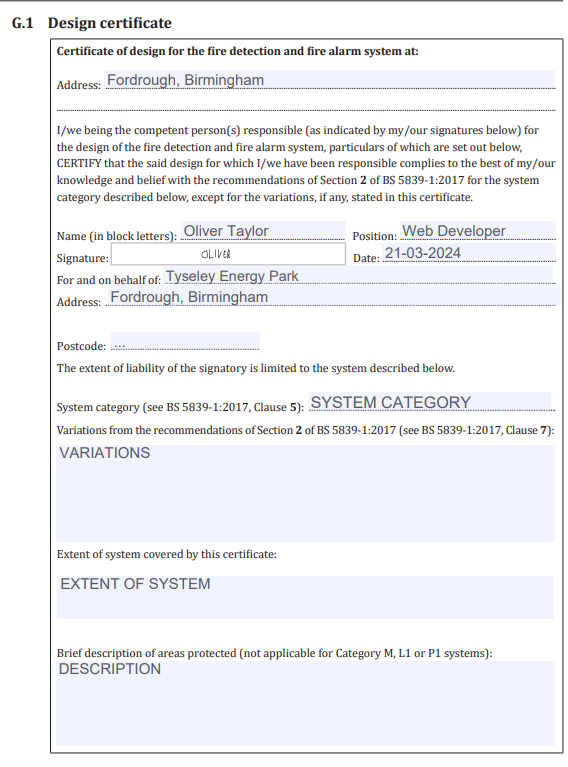 G.1 Design certificate
Certificate of design for the fire detection and fire alarm system at:
Address: Fordrough, Birmingham
I/we being the competent person(s) responsible (as indicated by my/our signatures below) for
the design of the fire detection and fire alarm system, particulars of which are set out below,
CERTIFY that the said design for which I/we have been responsible complies to the best of my/our
knowledge and belief with the recommendations of Section 2 of BS 5839-1:2017 for the system
category described below, except for the variations, if any, stated in this certificate.
Name (in block letters): Oliver Taylor Position: Web Developer
Signature: OLIVER Date: 21-03-2024
For and on behalf of: Tyseley Energy Park
Address: Fordrough, Birmingham
Postcode: ...
The extent of liability of the signatory is limited to the system described below.
System category (see BS 5839-1:2017, Clause 5): SYSTEM CATEGORY
Variations from the recommendations of Section 2 of BS 5839-1:2017 (see BS 5839-1:2017, Clause 7):
VARIATIONS
Extent of system covered by this certificate:
EXTENT OF SYSTEM
Brief description of areas protected (not applicable for Category M, L1 or P1 systems):
DESCRIPTION